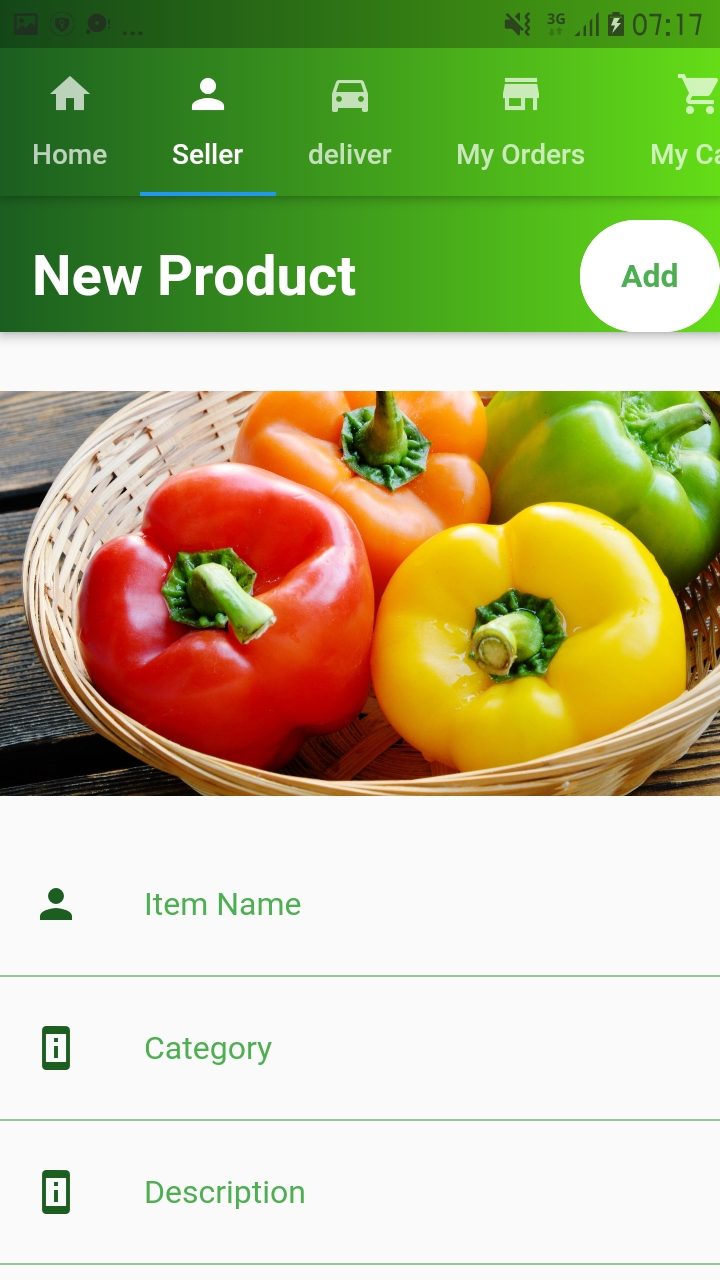 ... 3G 07:17
Home Seller deliver My Orders My Ca
New Product Add
Item Name
Category
Description